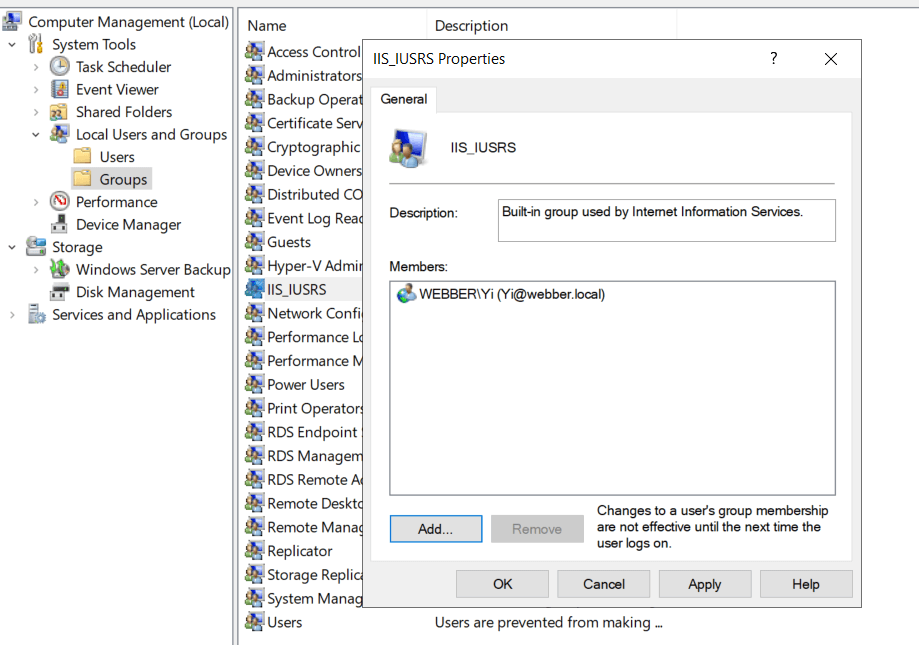 Computer Management (Local)
System Tools
Task Scheduler
Event Viewer
Shared Folders
Local Users and Groups
Users
Groups
Performance
Device Manager
Storage
Windows Server Backup
Disk Management
Services and Applications
Name Description
Access Control
Administrators
Backup Operat
Certificate Serv
Cryptographic
Device Owners
Distributed CO
Event Log Read
Guests
Hyper-V Admin
IIS_IUSRS
Network Config
Performance Lo
Performance M
Power Users
Print Operators
RDS Endpoint S
RDS Managem
RDS Remote Ac
Remote Deskto
Remote Manag
Replicator
Storage Replica
System Manag
Users Users are prevented from making ...
IIS_IUSRS Properties ?
General
IIS_IUSRS
Description: Built-in group used by Internet Information Services.
Members:
WEBBER\Yi (Yi@webber.local)
Add... Remove
Changes to a user's group membership
are not effective until the next time the
user logs on.
OK Cancel Apply Help